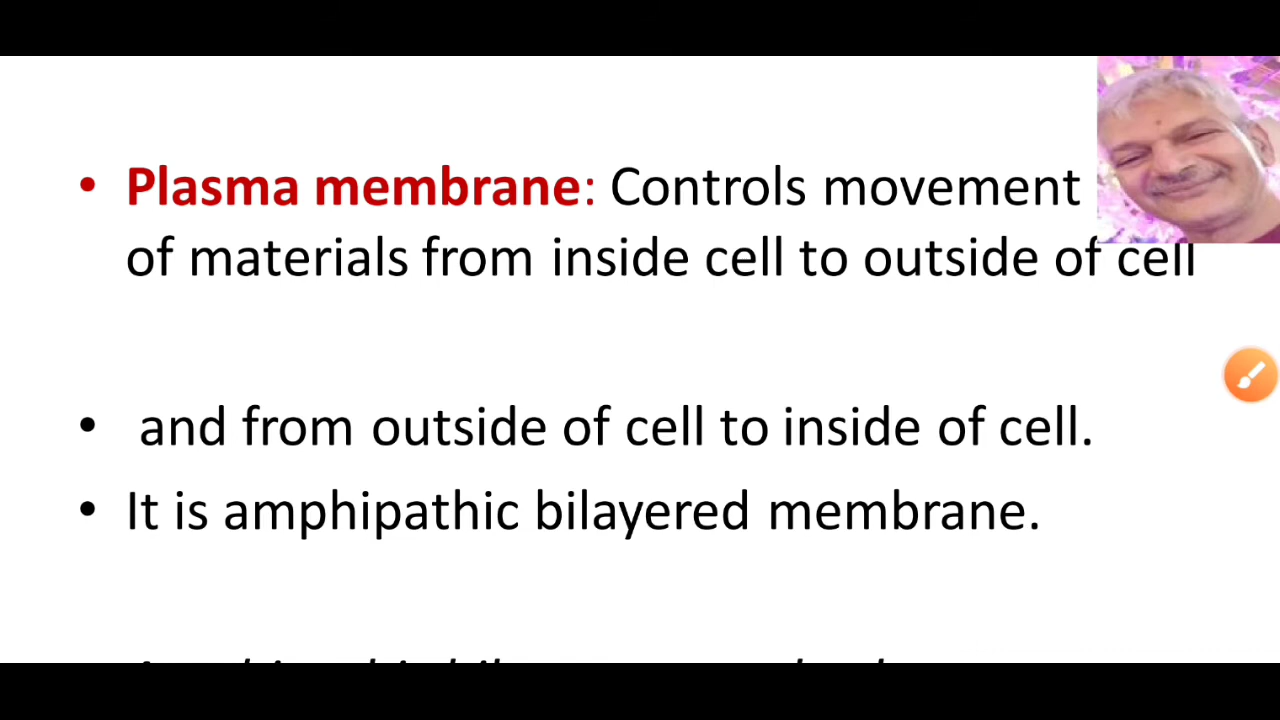 • Plasma membrane: Controls movement
of materials from inside cell to outside of cell
• and from outside of cell to inside of cell.
• It is amphipathic bilayered membrane.